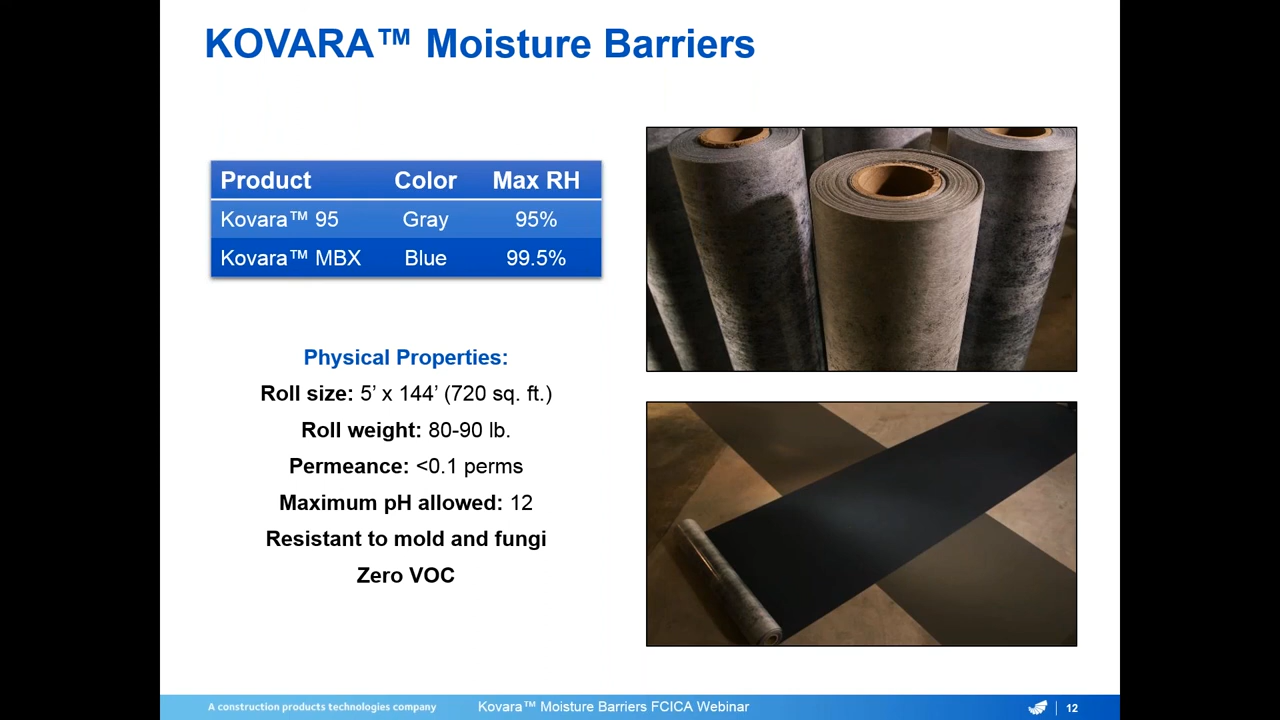 KOVARA™ Moisture Barriers
Product Color Max RH
Kovara™ 95 Gray 95%
Kovara™ MBX Blue 99.5%
Physical Properties:
Roll size: 5’ x 144’ (720 sq. ft.)
Roll weight: 80-90 lb.
Permeance: <0.1 perms
Maximum pH allowed: 12
Resistant to mold and fungi
Zero VOC
A construction products technologies company Kovara™ Moisture Barriers FCICA Webinar 12